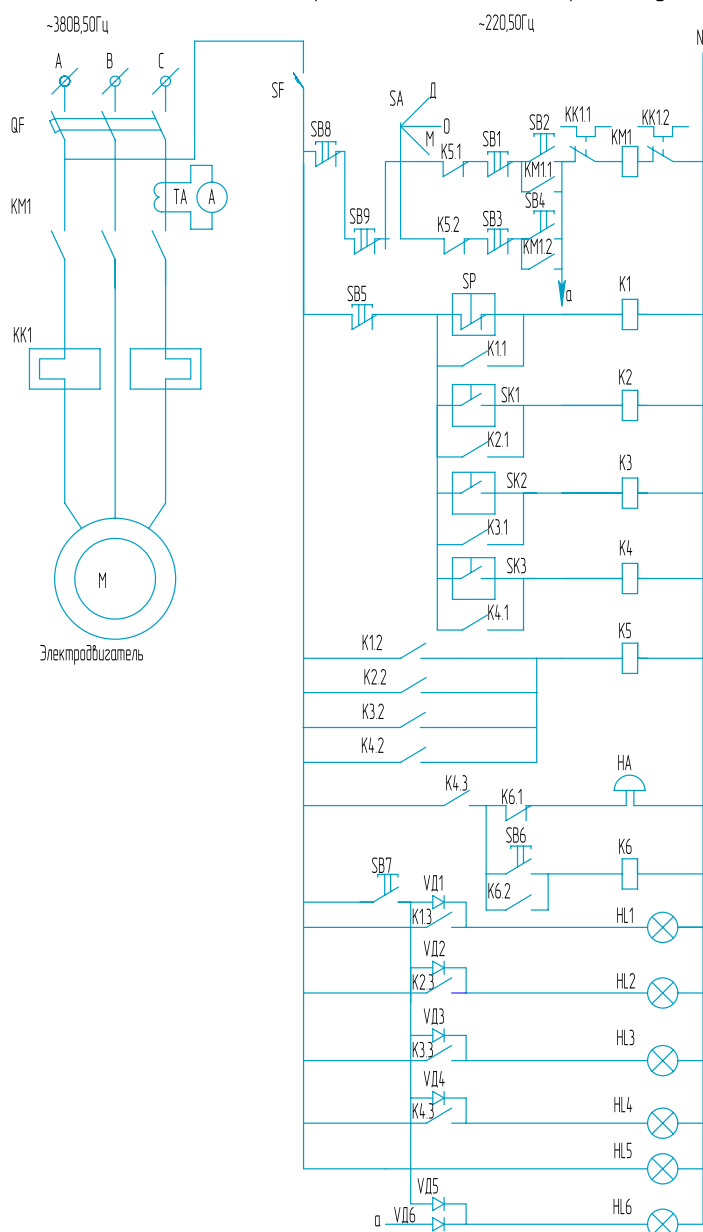 ~380В,50Гц
~220,50Гц
N
A
B
C
QF
KM1
TA
A
KK1
M
Электродвигатель
SF
SB8
SB9
SA
Д
О
М
K5.1
SB1
SB2
KM1.1
KK1.1
KM1
KK1.2
K5.2
SB3
SB4
KM1.2
a
SB5
SP
K1
K1.1
SK1
K2
K2.1
SK2
K3
K3.1
SK3
K4
K4.1
K1.2
K5
K2.2
K3.2
K4.2
K4.3
K6.1
HA
SB6
K6
K6.2
SB7
VД1
K1.3
HL1
VД2
K2.3
HL2
VД3
K3.3
HL3
VД4
K4.3
HL4
HL5
VД5
a
VД6
HL6